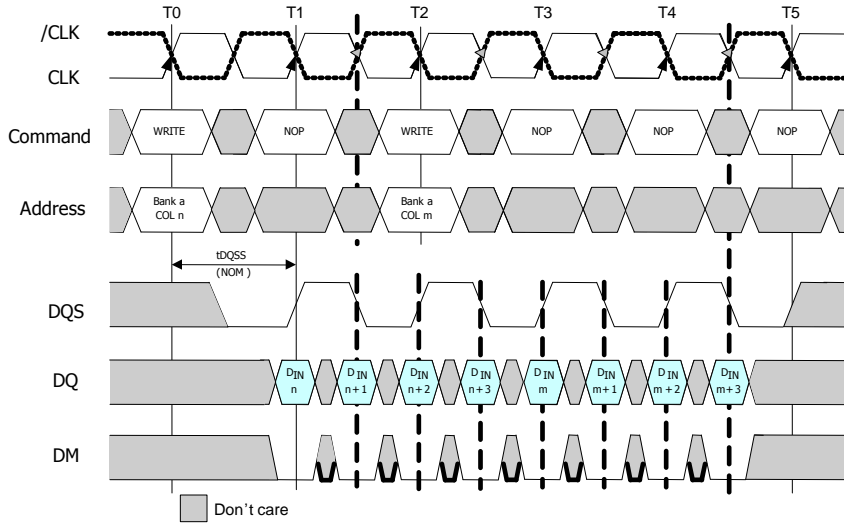 T0 T1 T2 T3 T4 T5
/CLK
CLK
Command WRITE NOP WRITE NOP NOP NOP
Address Bank a COL n Bank a COL m
tDQSS
(NOM )
DQS
DQ DIN n DIN n+1 DIN n+2 DIN n+3 DIN m DIN m+1 DIN m+2 DIN m+3
DM
Don't care